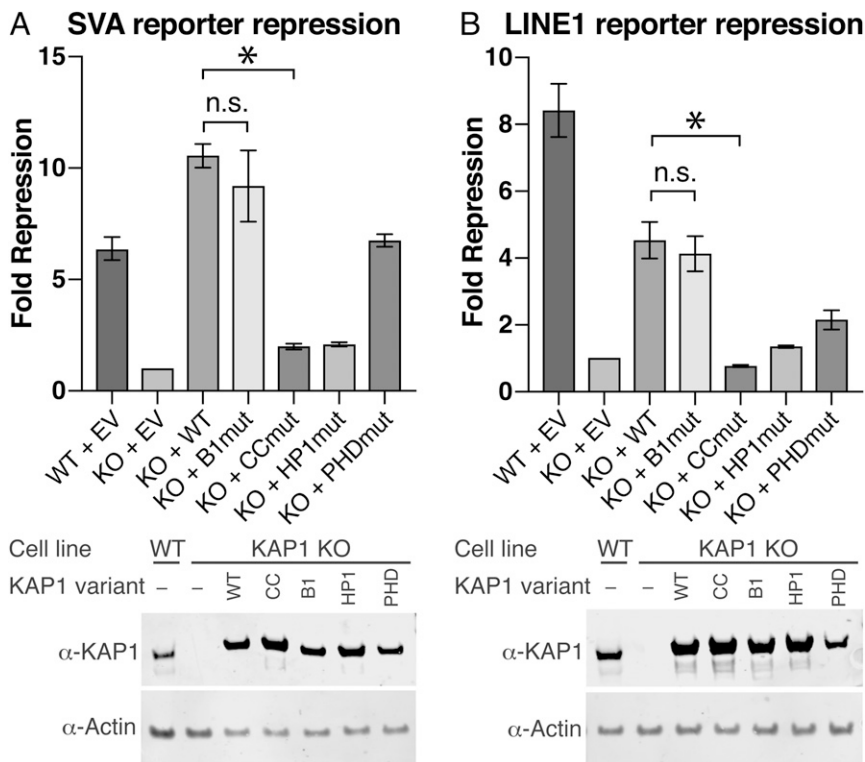 A SVA reporter repression
Fold Repression
15
10
5
0
*
n.s.
WT + EV
KO + EV
KO + WT
KO + B1mut
KO + CCmut
KO + HP1mut
KO + PHDmut
Cell line WT KAP1 KO
KAP1 variant – – WT CC B1 HP1 PHD
α-KAP1
α-Actin
B LINE1 reporter repression
Fold Repression
10
8
6
4
2
0
*
n.s.
WT + EV
KO + EV
KO + WT
KO + B1mut
KO + CCmut
KO + HP1mut
KO + PHDmut
Cell line WT KAP1 KO
KAP1 variant – – WT CC B1 HP1 PHD
α-KAP1
α-Actin